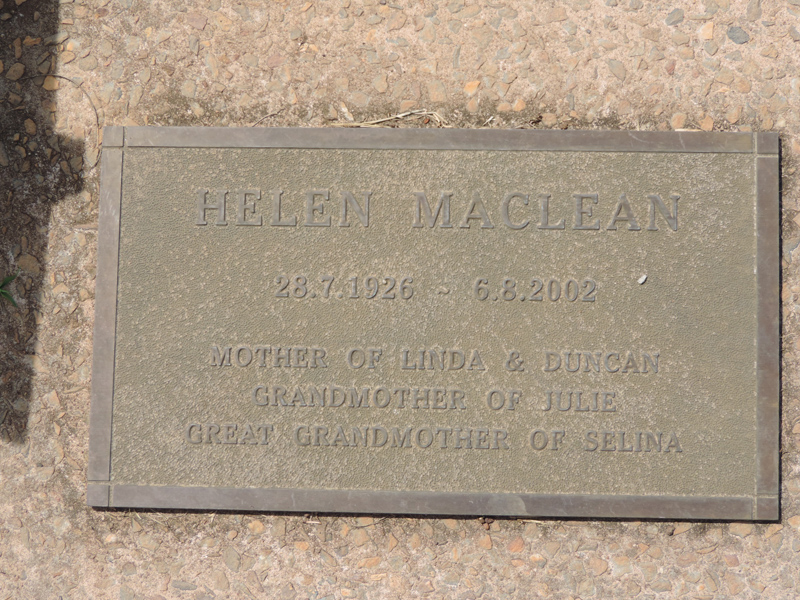 HELEN MACLEAN
28.7.1926 ~ 6.8.2002
MOTHER OF LINDA & DUNCAN
GRANDMOTHER OF JULIE
GREAT GRANDMOTHER OF SELINA